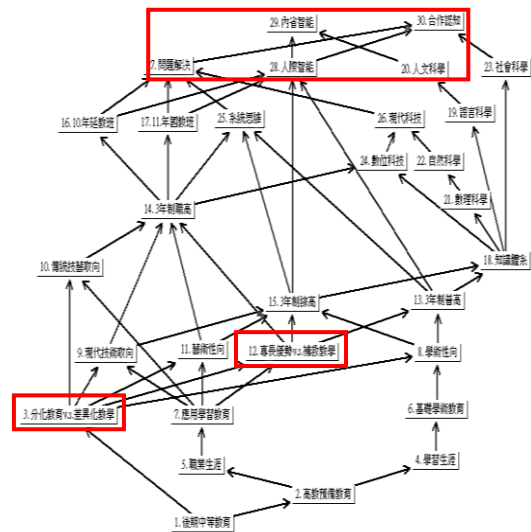 29.內省智能
30.合作認知
7.問題解決
28.人際智能
20.人文科學
23.社會科學
16.10年延教班
17.11年國教班
25.系統思維
26.現代科技
19.語言科學
24.數位科技
22.自然科學
21.數理科學
14.3年制職高
10.傳統技藝取向
18.知識體系
15.3年制綜高
13.3年制普高
9.現代技術取向
11.藝術性向
12.專長優勢v.s.補救教學
8.學術性向
3.分化教育v.s.差異化教學
7.應用學習教育
6.基礎學術教育
5.職業生涯
4.學習生涯
2.高教預備教育
1.後期中等教育